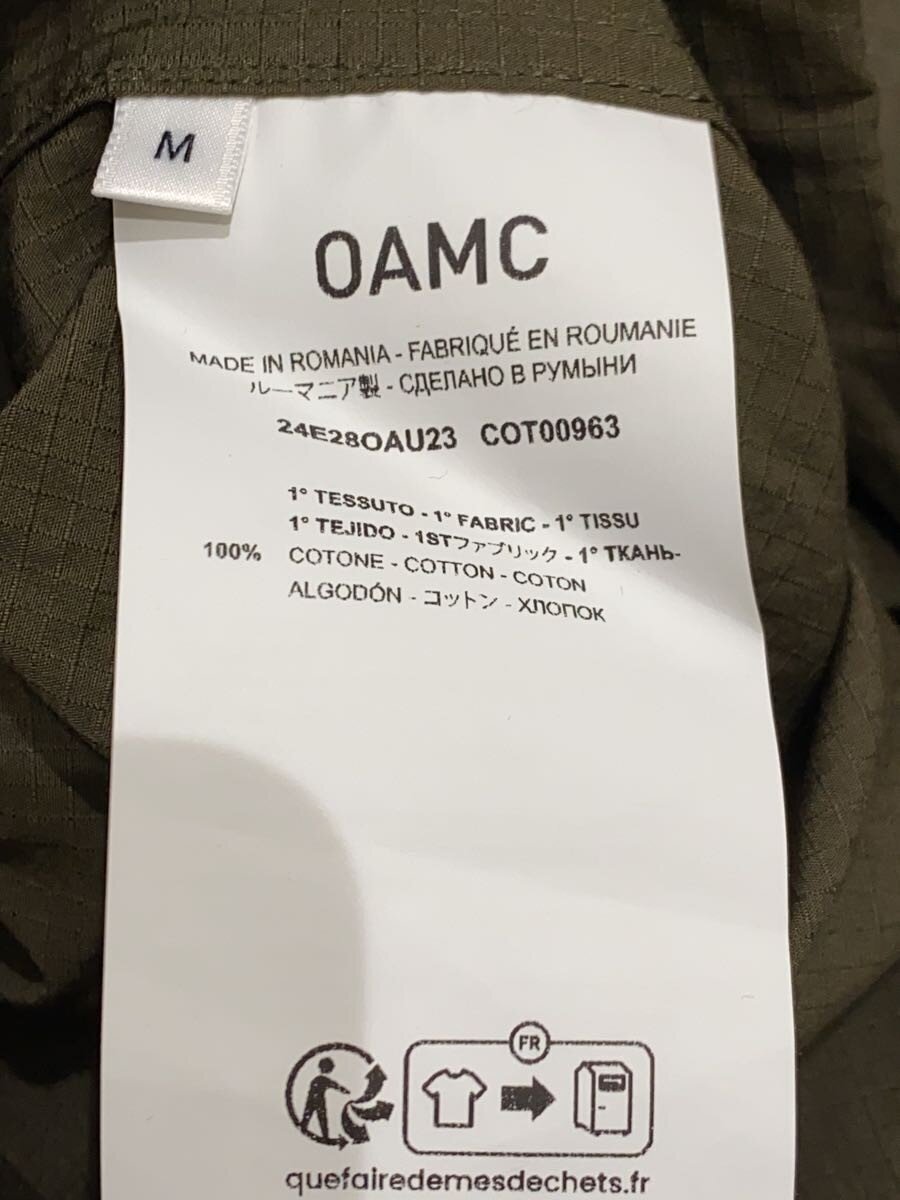 M
OAMC
MADE IN ROMANIA - FABRIQUÉ EN ROUMANIE
ルーマニア製 - СДЕЛАНО В РУМЫНИ
24E28OAU23 COT00963
1° TESSUTO - 1° FABRIC - 1° TISSU
1° TEJIDO - 1STファブリック - 1° ТКАНЬ-
100% COTONE - COTTON - COTON
ALGODÓN - コットン - ХЛОПОК
FR
quefairedemesdechets.fr